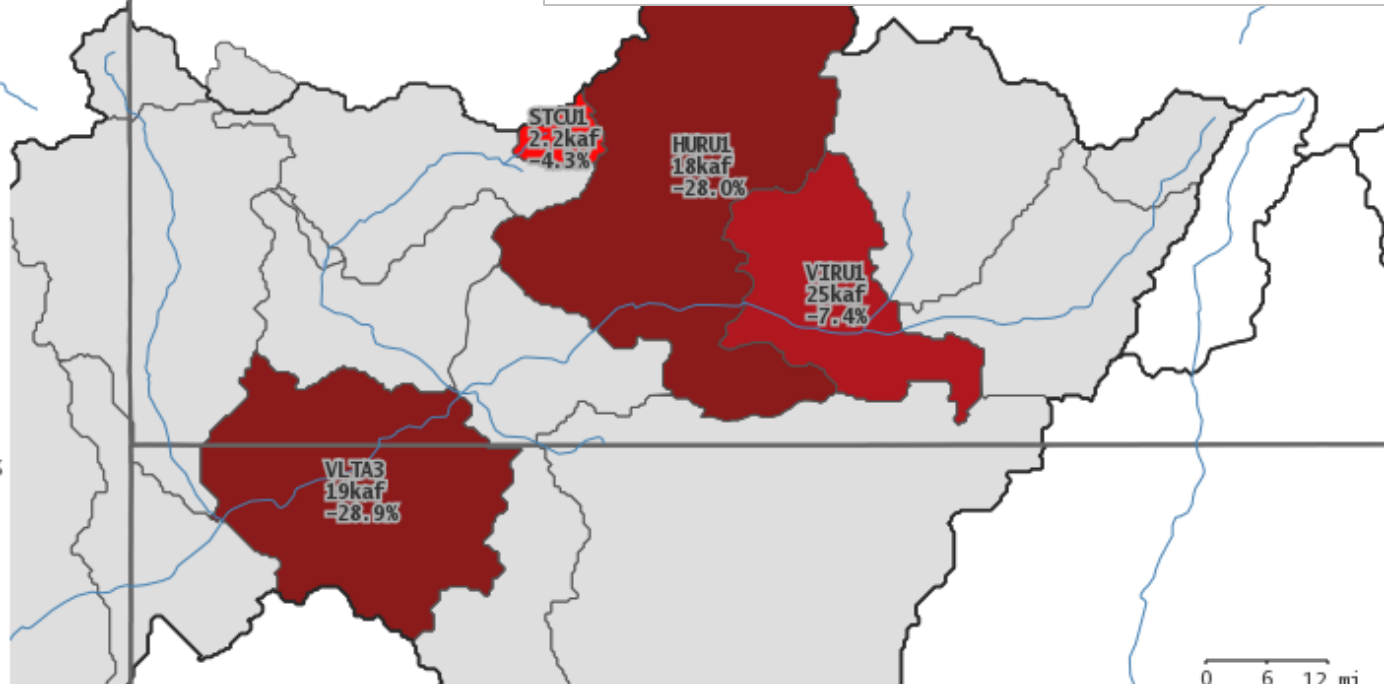 STCU1
2.2kaf
-4.3%
HURU1
18kaf
-28.0%
VIRU1
25kaf
-7.4%
VLTA3
19kaf
-28.9%
0 6 12 mi